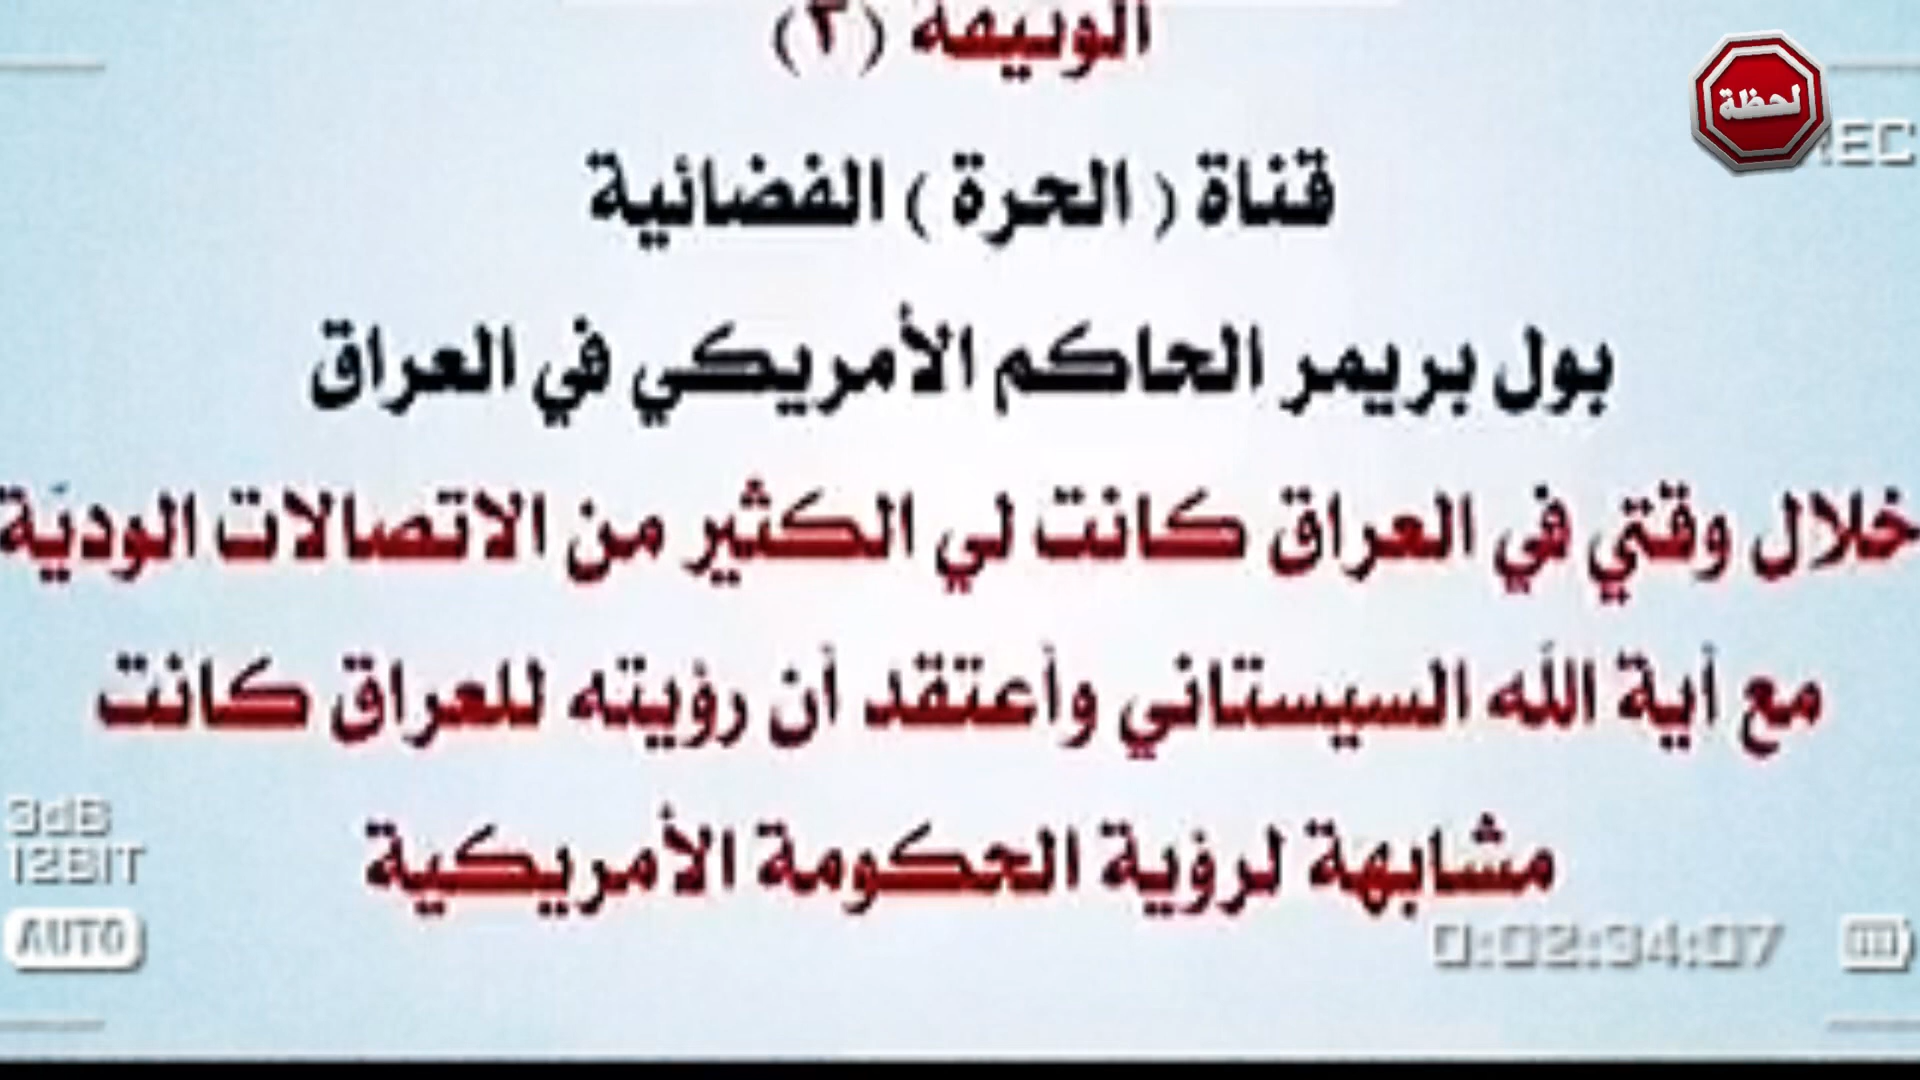 الوثيقة (٣)
لحظة
REC
قناة ( الحرة ) الفضائية
بول بريمر الحاكم الأمريكي في العراق
خلال وقتي في العراق كانت لي الكثير من الاتصالات الوديَة
مع أية الله السيستاني وأعتقد أن رؤيته للعراق كانت
مشابهة لرؤية الحكومة الأمريكية
3dB
12BIT
AUTO
0:02:34:07